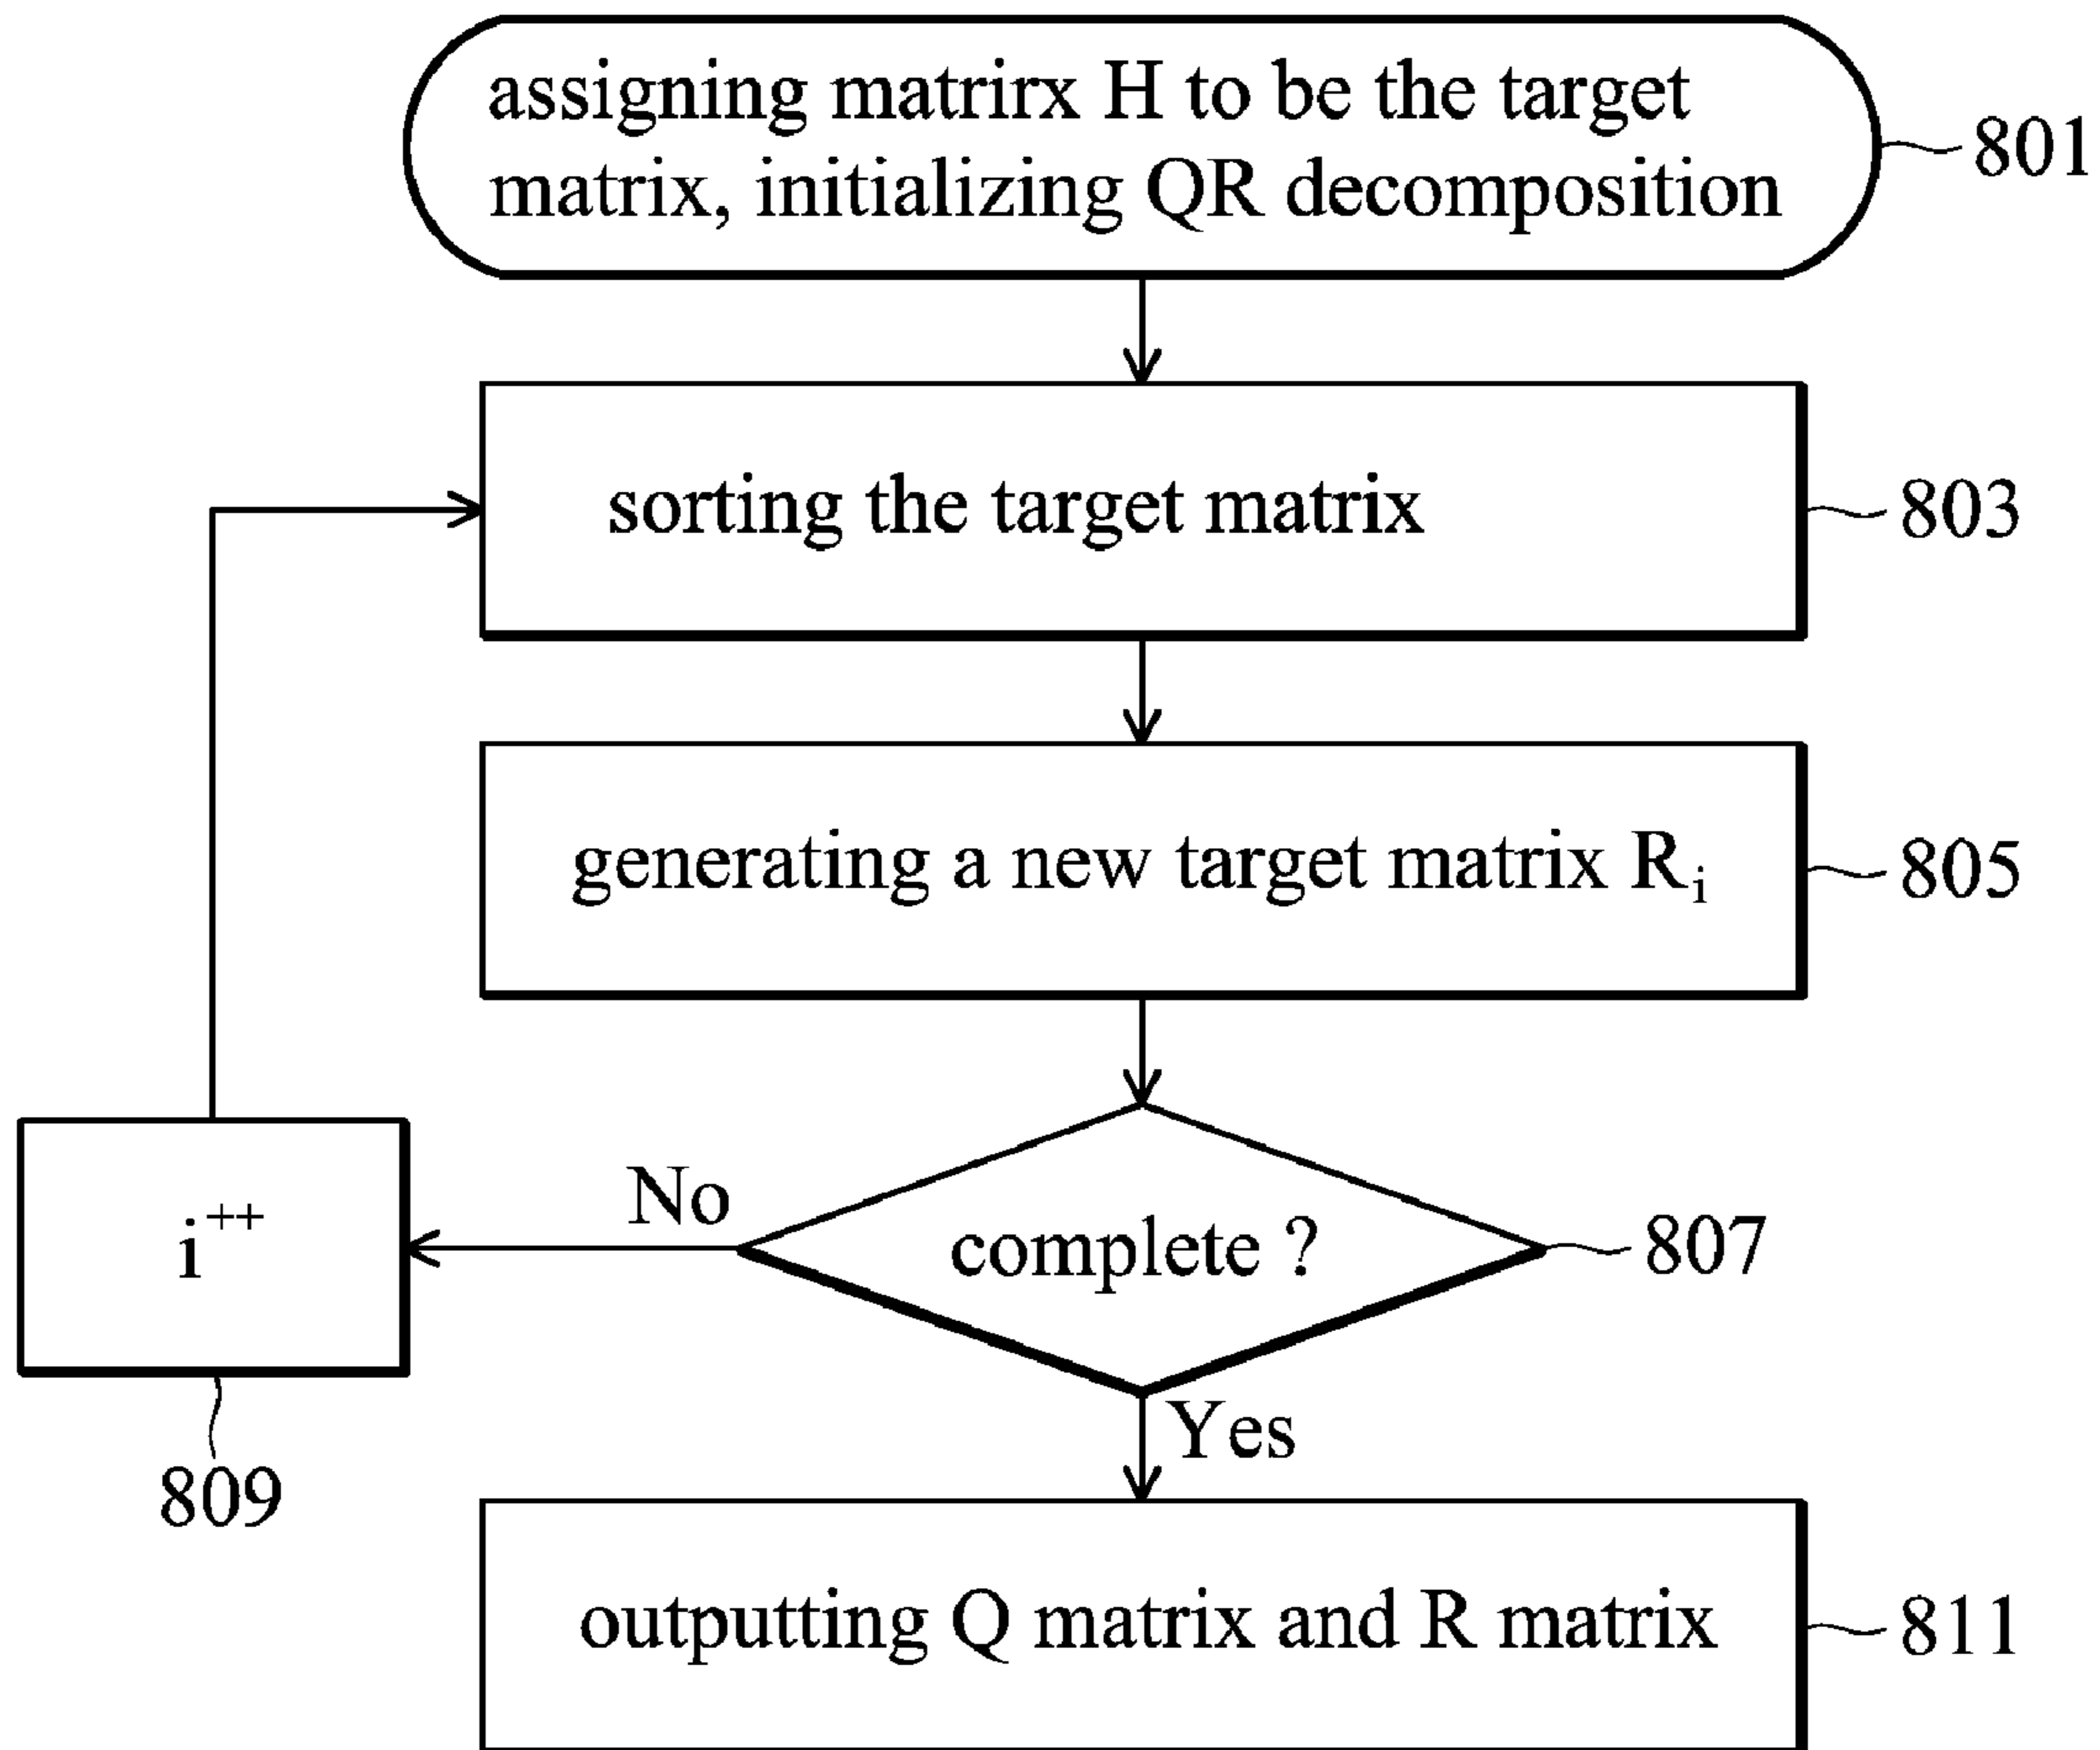 assigning matrirx H to be the target
matrix, initializing QR decomposition
801
sorting the target matrix
803
generating a new target matrix Ri
805
complete ?
807
No
i++
809
Yes
outputting Q matrix and R matrix
811